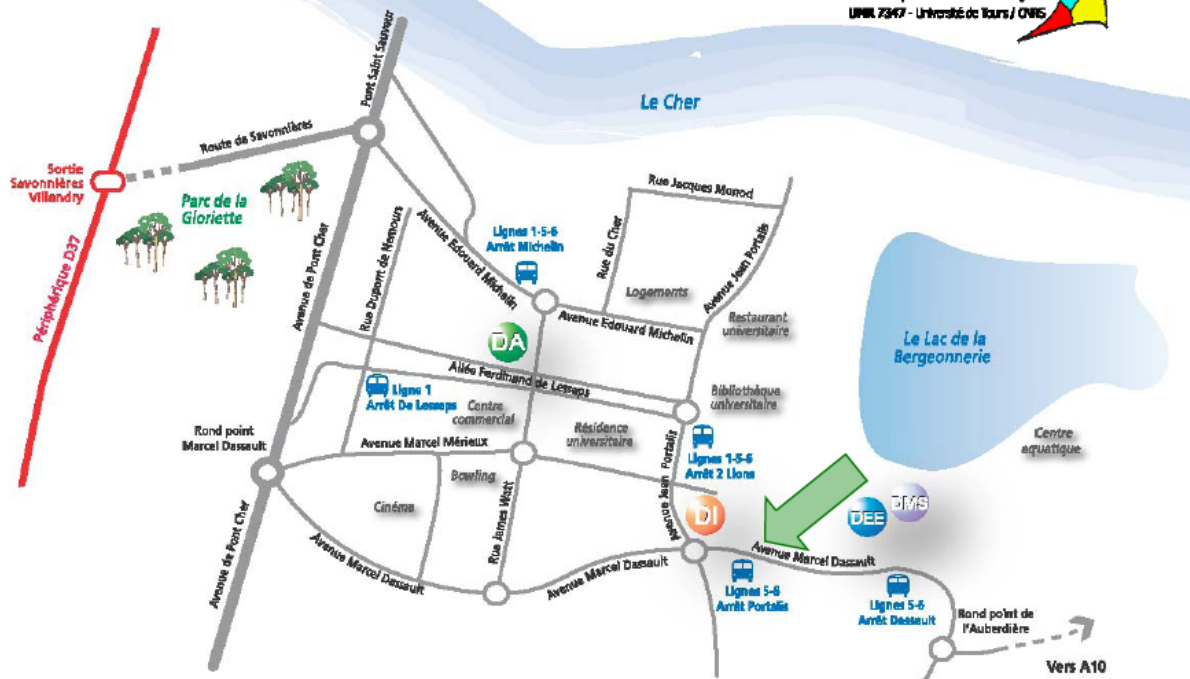 UMR 7347 - Université de Tours / CNRS
Pont Saint Sauveur
Le Cher
Route de Savonnières
Sortie
Savonnières
Villandry
Parc de la
Gloriette
Périphérique D37
Avenue de Pont Cher
Rue Dupont de Nemours
Avenue Edouard Michelin
Lignes 1-5-6
Arrêt Michelin
Rue Jacques Monod
Rue du Cher
Avenue Jean Portalis
Logements
Avenue Edouard Michelin
Restaurant
universitaire
Le Lac de la
Bergeonnerie
DA
Allée Ferdinand de Lesseps
Ligne 1
Arrêt De Lesseps
Centre
commercial
Bibliothèque
universitaire
Rond point
Marcel Dassault
Avenue Marcel Mérieux
Résidence
universitaire
Avenue Jean Portalis
Lignes 1-5-6
Arrêt 2 Lions
Centre
aquatique
Bowling
Cinéma
Rue James Watt
DI
DEE
DMS
Avenue de Pont Cher
Avenue Marcel Dassault
Avenue Marcel Dassault
Avenue Marcel Dassault
Lignes 5-6
Arrêt Portalis
Lignes 5-6
Arrêt Dassault
Rond point de
l'Auberdière
Vers A10